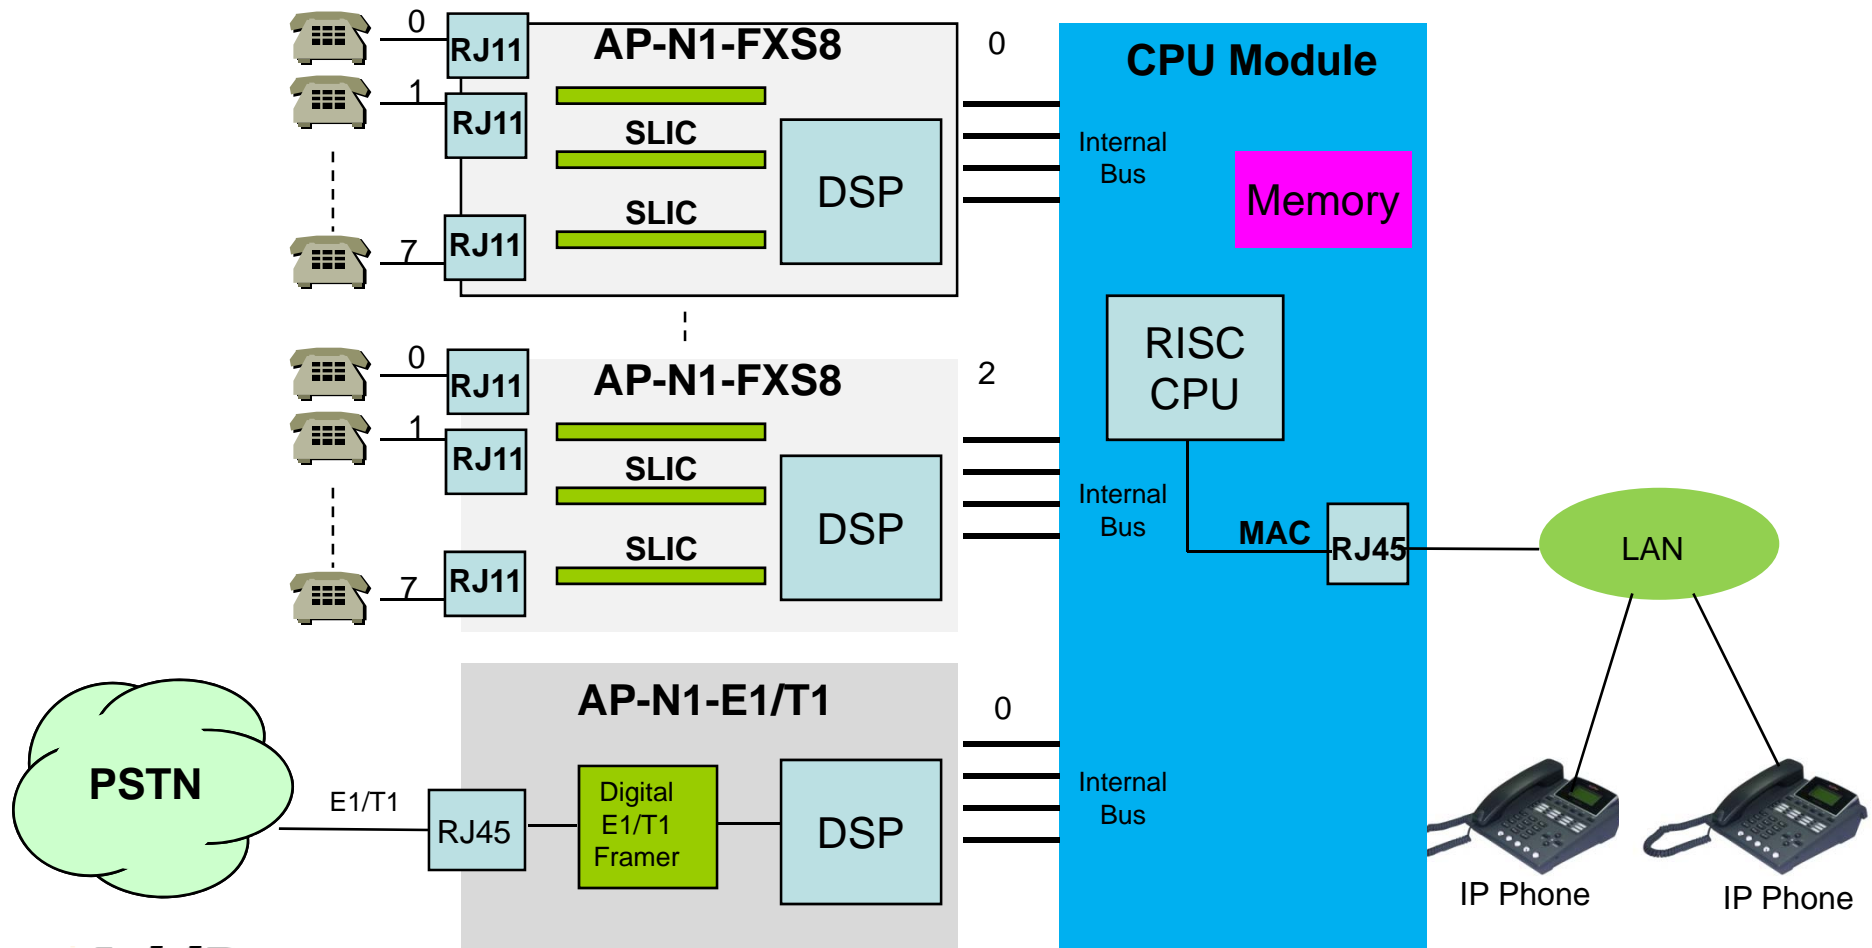 0
RJ11
AP-N1-FXS8
0
CPU Module
1
RJ11
SLIC
DSP
Internal
Bus
Memory
SLIC
7
RJ11
RISC
CPU
0
RJ11
AP-N1-FXS8
2
1
RJ11
SLIC
DSP
Internal
Bus
SLIC
7
RJ11
MAC
RJ45
LAN
AP-N1-E1/T1
0
PSTN
E1/T1
RJ45
Digital
E1/T1
Framer
DSP
Internal
Bus
IP Phone
IP Phone